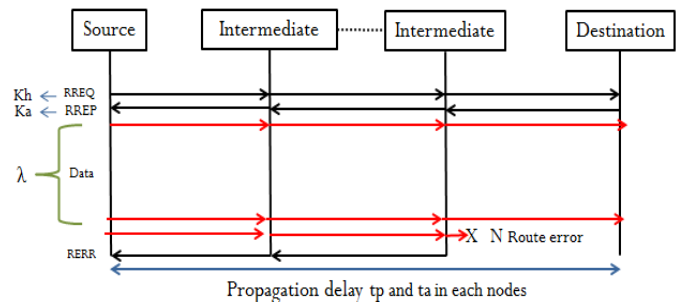 Source Intermediate Intermediate Destination
Kh RREQ
Ka RREP
λ Data
X N Route error
RERR
Propagation delay tp and ta in each nodes